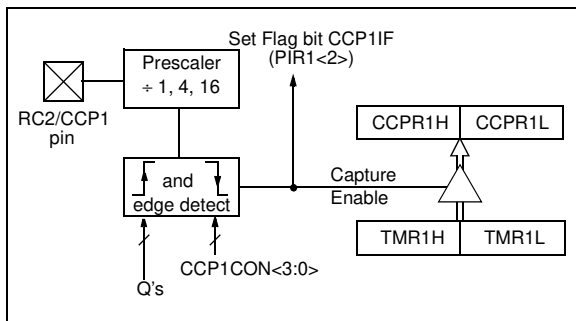 Set Flag bit CCP1IF
(PIR1<2>)
Prescaler
÷ 1, 4, 16
RC2/CCP1
pin
CCPR1H CCPR1L
and
edge detect
Capture
Enable
TMR1H TMR1L
CCP1CON<3:0>
Q's